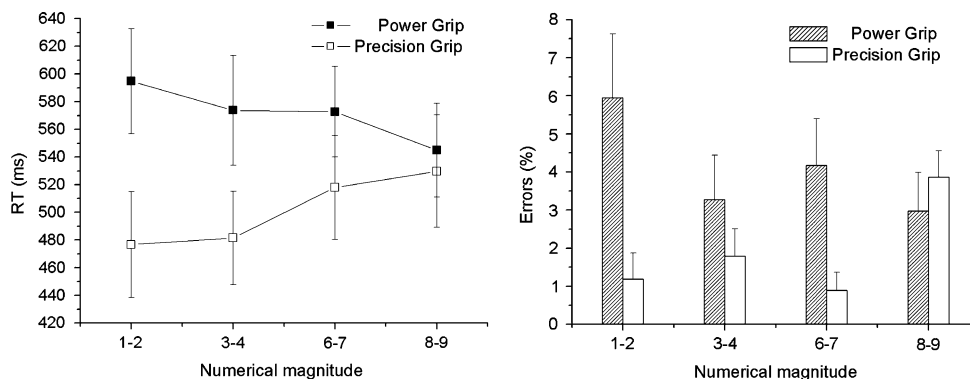 640
620
600
580
560
540
520
500
480
460
440
420
RT (ms)
Power Grip
Precision Grip
1-2 3-4 6-7 8-9
Numerical magnitude
8
7
6
5
4
3
2
1
0
Errors (%)
Power Grip
Precision Grip
1-2 3-4 6-7 8-9
Numerical magnitude